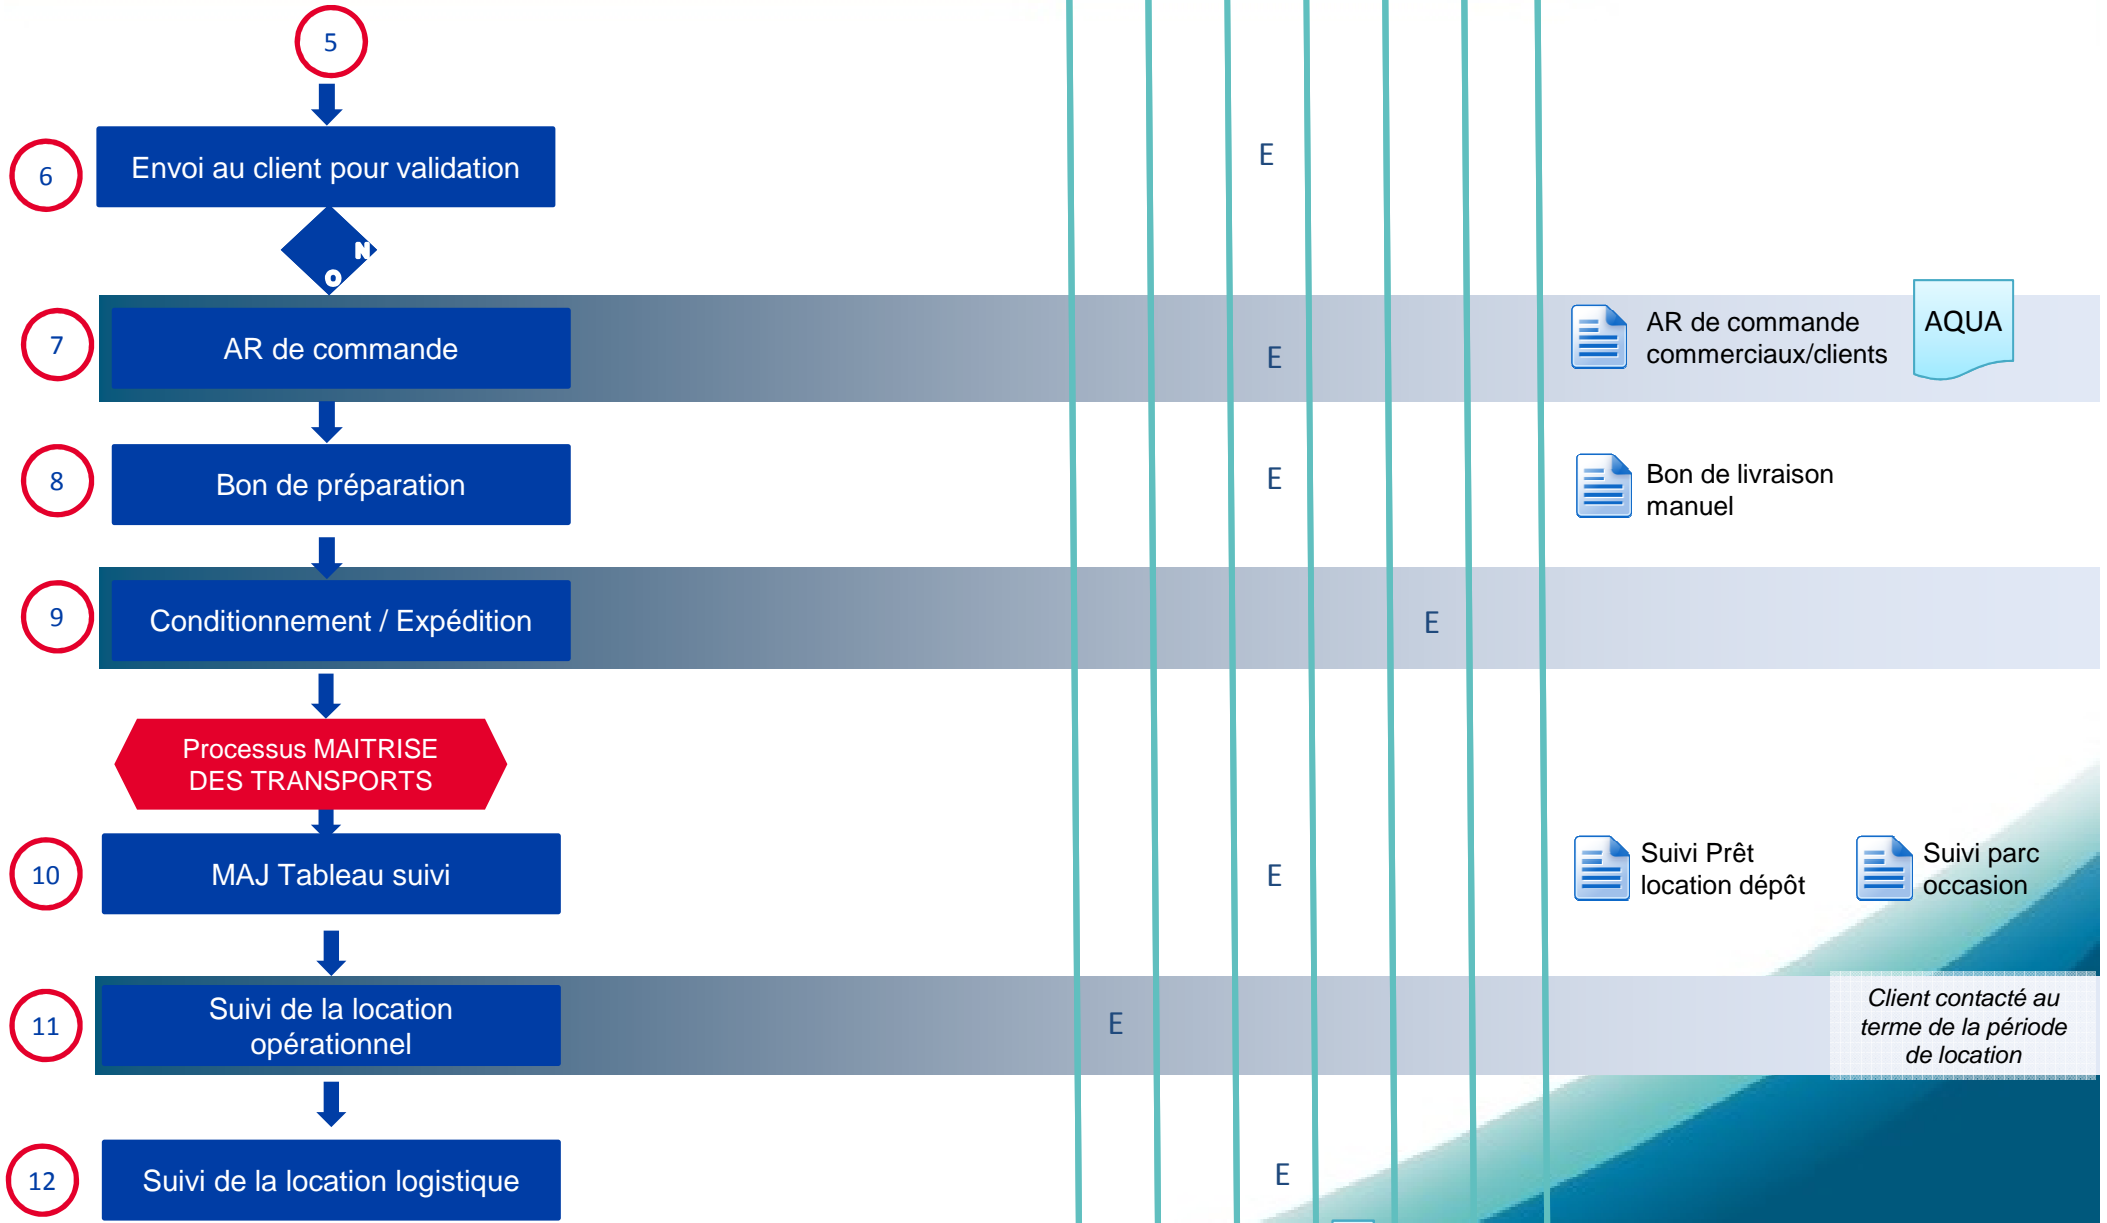 5
6
Envoi au client pour validation
E
N
O
7
AR de commande
E
AR de commande
commerciaux/clients
AQUA
8
Bon de préparation
E
Bon de livraison
manuel
9
Conditionnement / Expédition
E
Processus MAITRISE
DES TRANSPORTS
10
MAJ Tableau suivi
E
Suivi Prêt
location dépôt
Suivi parc
occasion
11
Suivi de la location
opérationnel
E
Client contacté au
terme de la période
de location
12
Suivi de la location logistique
E